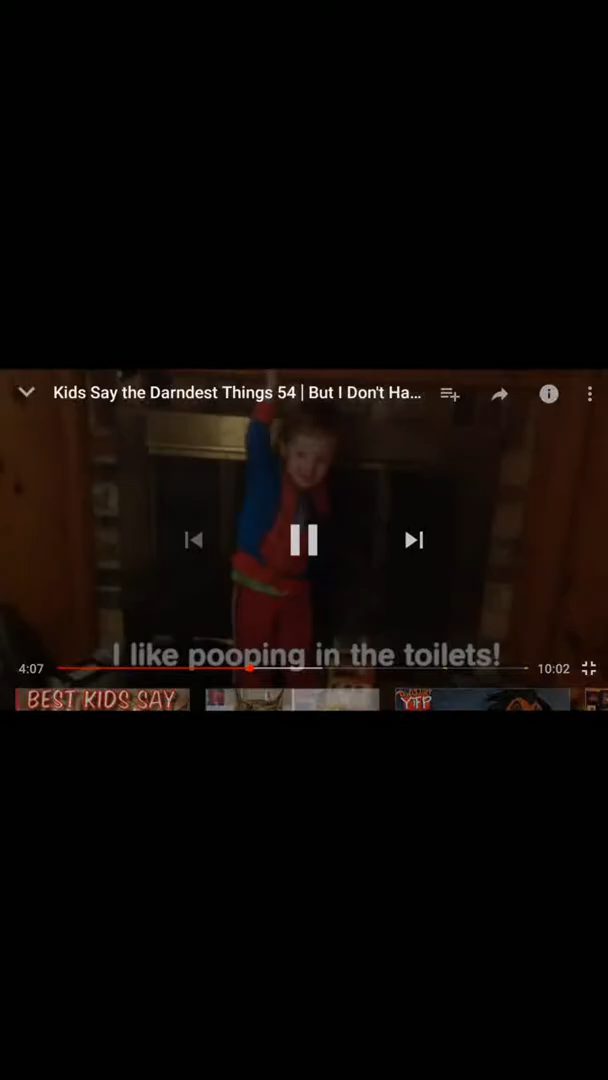 Kids Say the Darndest Things 54 | But I Don't Ha...
I like pooping in the toilets!
4:07
10:02
BEST KIDS SAY
YFP